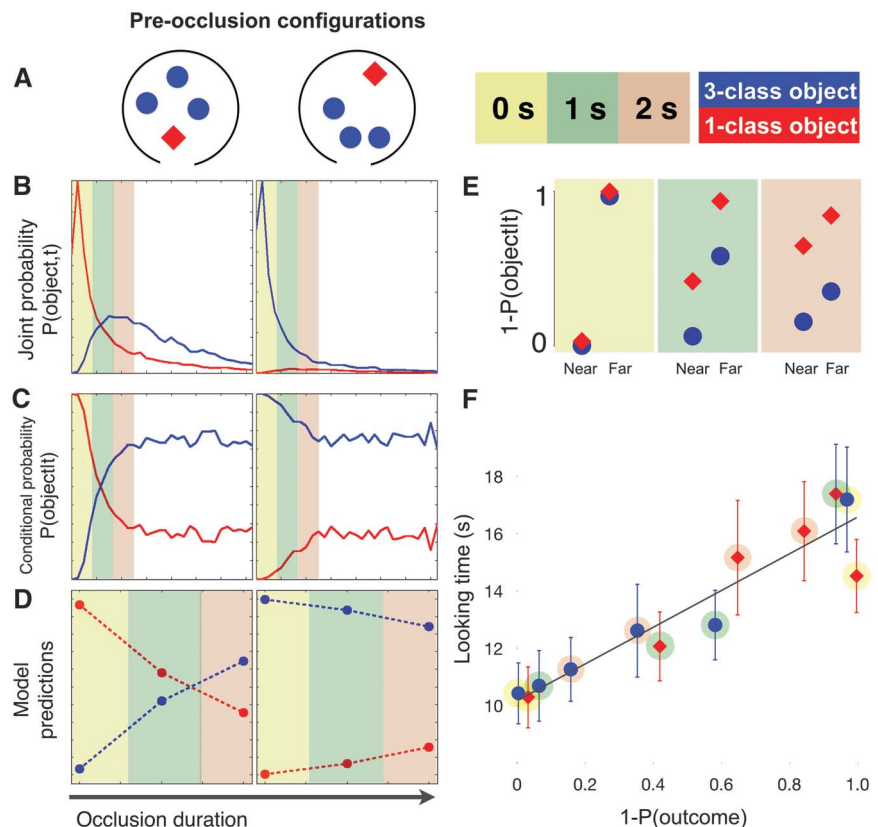 Pre-occlusion configurations
A
0 s 1 s 2 s
3-class object
1-class object
B
Joint probability
P(object,t)
E
1-P(objectlt)
1
0
Near Far
Near Far
Near Far
C
Conditional probability
P(objectlt)
D
Model
predictions
Occlusion duration
F
Looking time (s)
18
16
14
12
10
0 0.2 0.4 0.6 0.8 1.0
1-P(outcome)